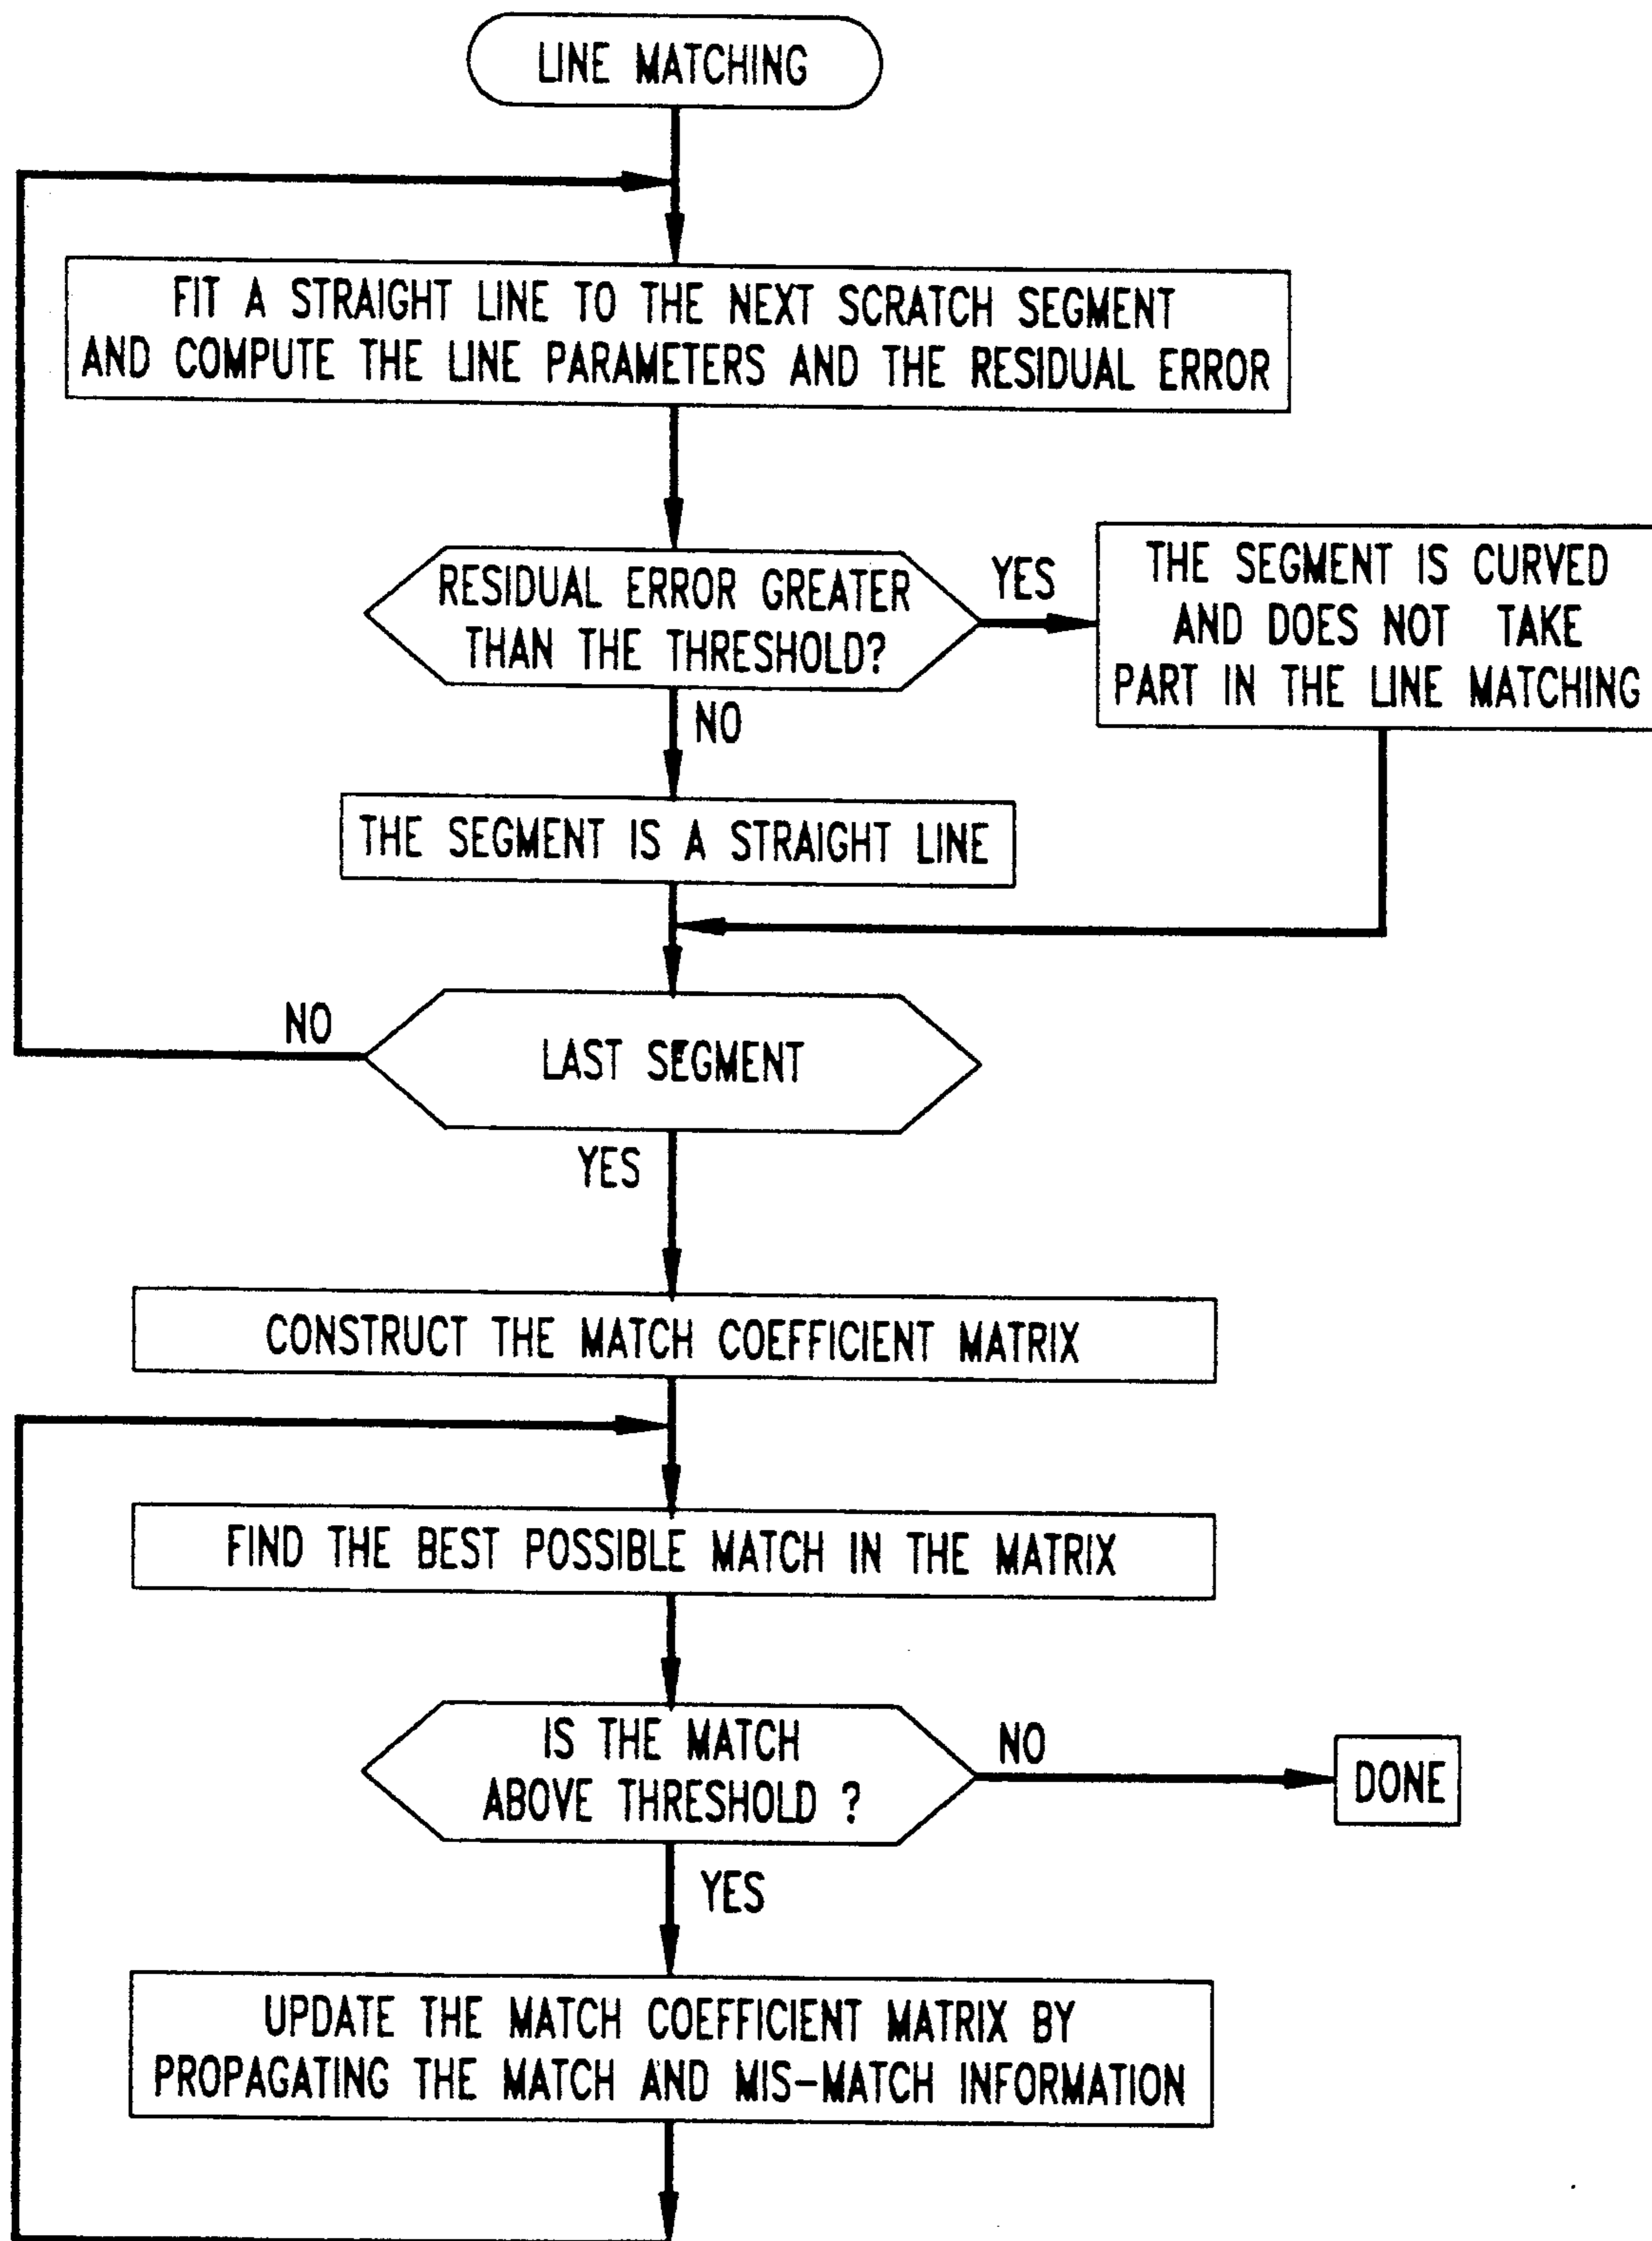 LINE MATCHING
FIT A STRAIGHT LINE TO THE NEXT SCRATCH SEGMENT
AND COMPUTE THE LINE PARAMETERS AND THE RESIDUAL ERROR
RESIDUAL ERROR GREATER
THAN THE THRESHOLD?
YES
THE SEGMENT IS CURVED
AND DOES NOT TAKE
PART IN THE LINE MATCHING
NO
THE SEGMENT IS A STRAIGHT LINE
NO
LAST SEGMENT
YES
CONSTRUCT THE MATCH COEFFICIENT MATRIX
FIND THE BEST POSSIBLE MATCH IN THE MATRIX
IS THE MATCH
ABOVE THRESHOLD ?
NO
DONE
YES
UPDATE THE MATCH COEFFICIENT MATRIX BY
PROPAGATING THE MATCH AND MIS-MATCH INFORMATION